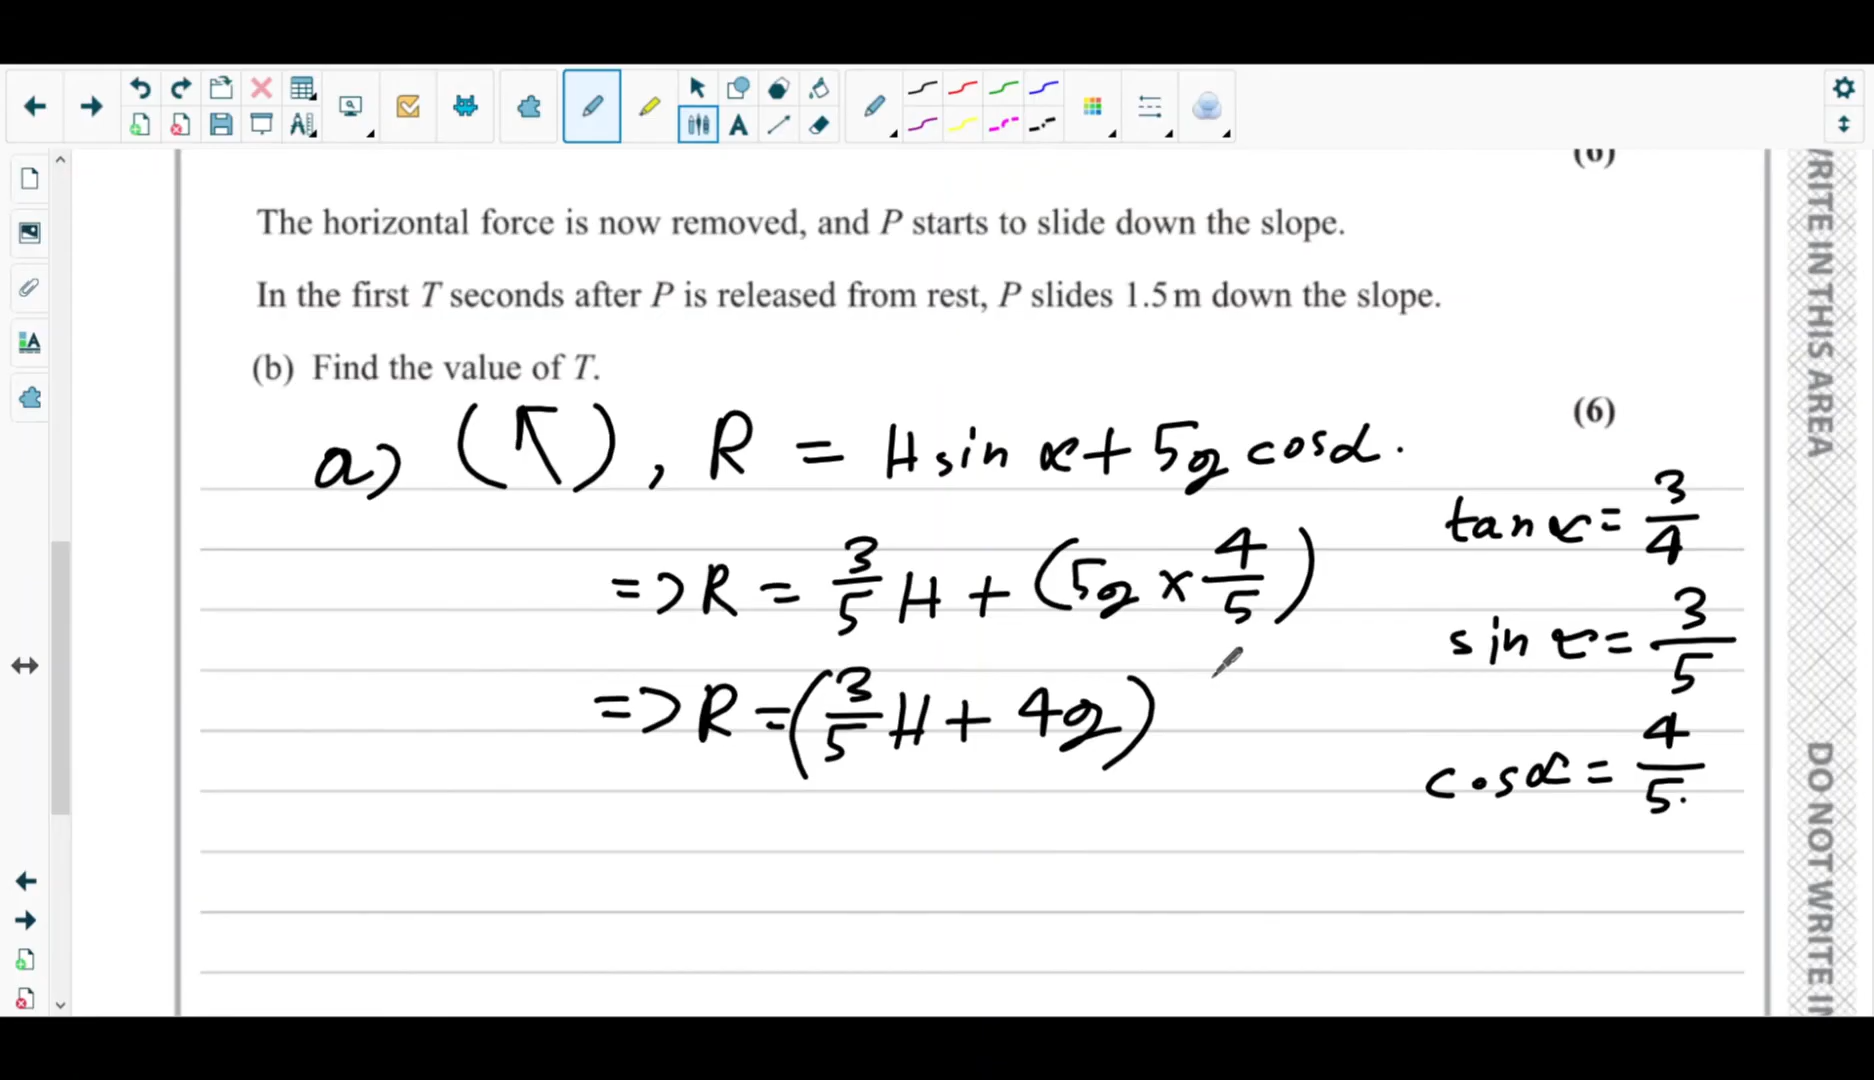 (6)
The horizontal force is now removed, and P starts to slide down the slope.
In the first T seconds after P is released from rest, P slides 1.5 m down the slope.
(b) Find the value of T.
(6)
a) (↖), R = H sin α + 5g cos α.
=> R = 3/5 H + (5g × 4/5)
=> R = (3/5 H + 4g)
tan α = 3/4
sin α = 3/5
cos α = 4/5.
RITE IN THIS AREA
DO NOT WRITE IN